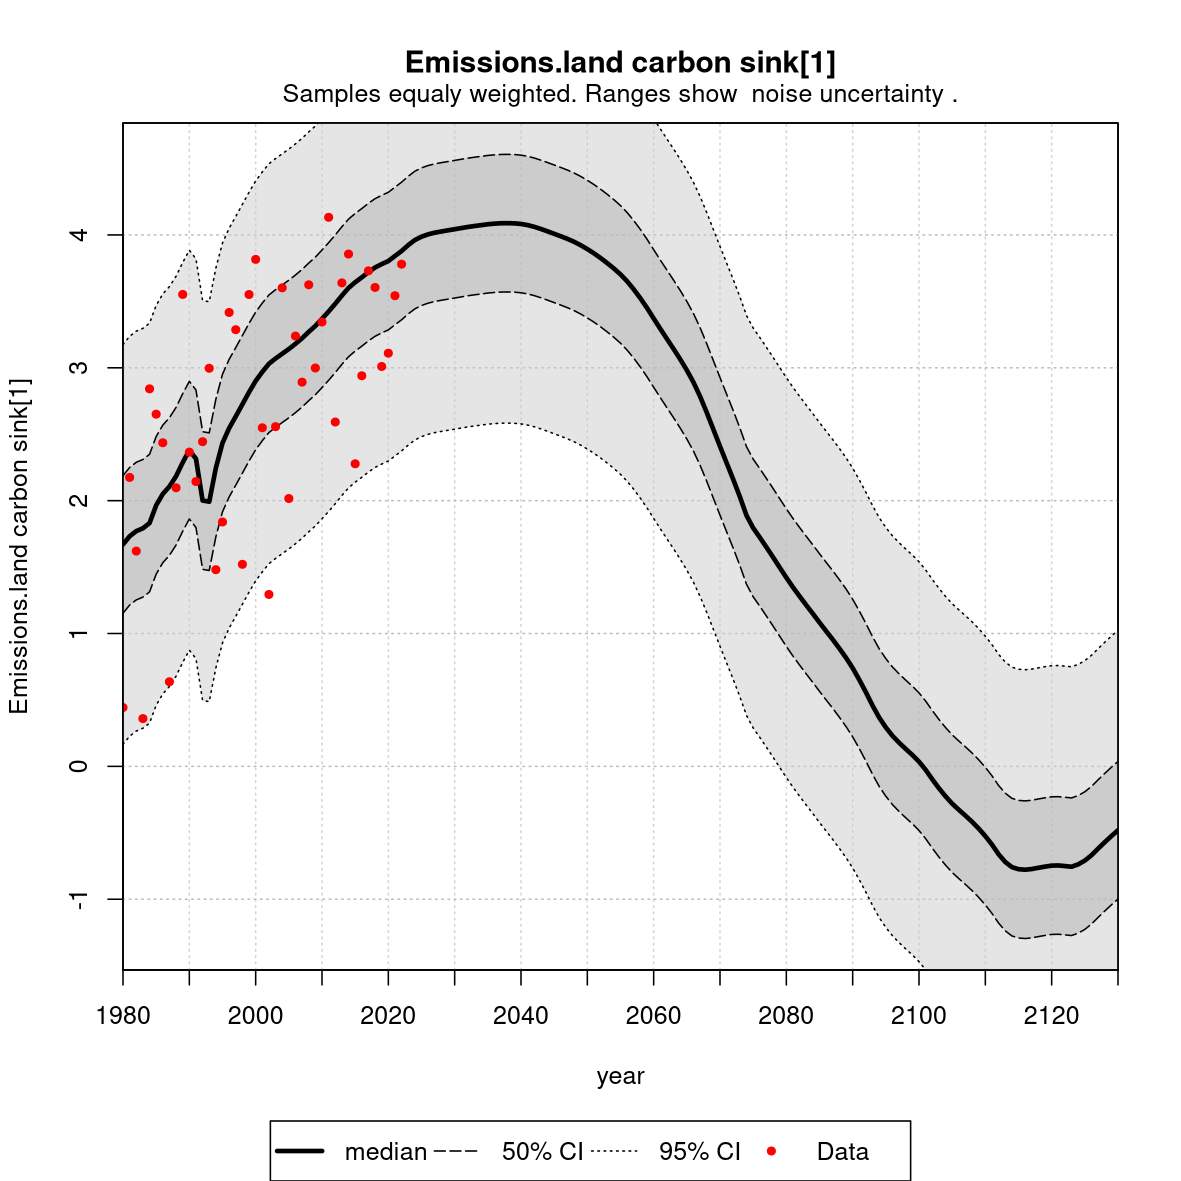 Emissions.land carbon sink[1]
Samples equaly weighted. Ranges show  noise uncertainty .
Emissions.land carbon sink[1]
4
3
2
1
0
-1
1980 2000 2020 2040 2060 2080 2100 2120
year
median 50% CI 95% CI Data